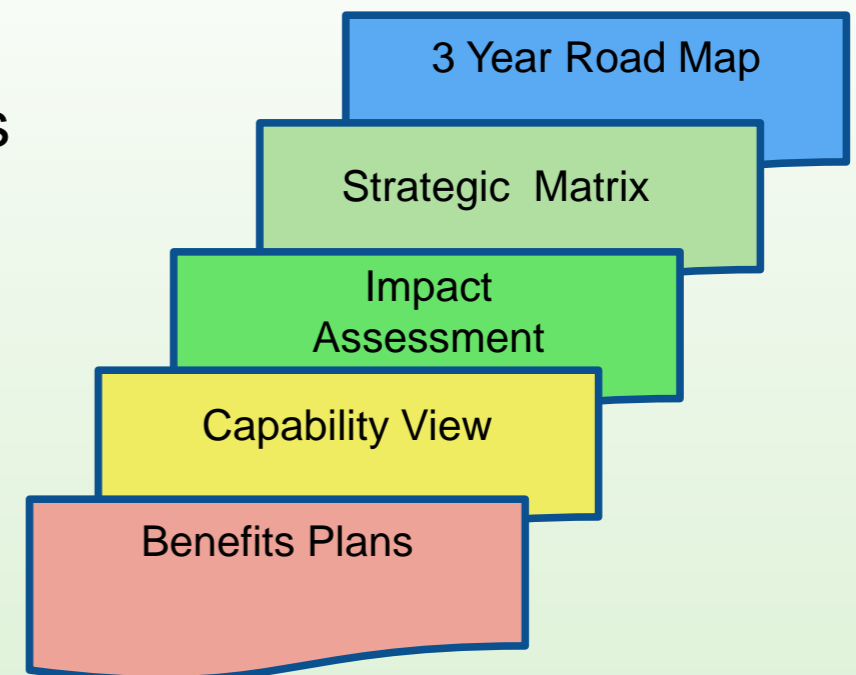 s
3 Year Road Map
Strategic Matrix
Impact
Assessment
Capability View
Benefits Plans